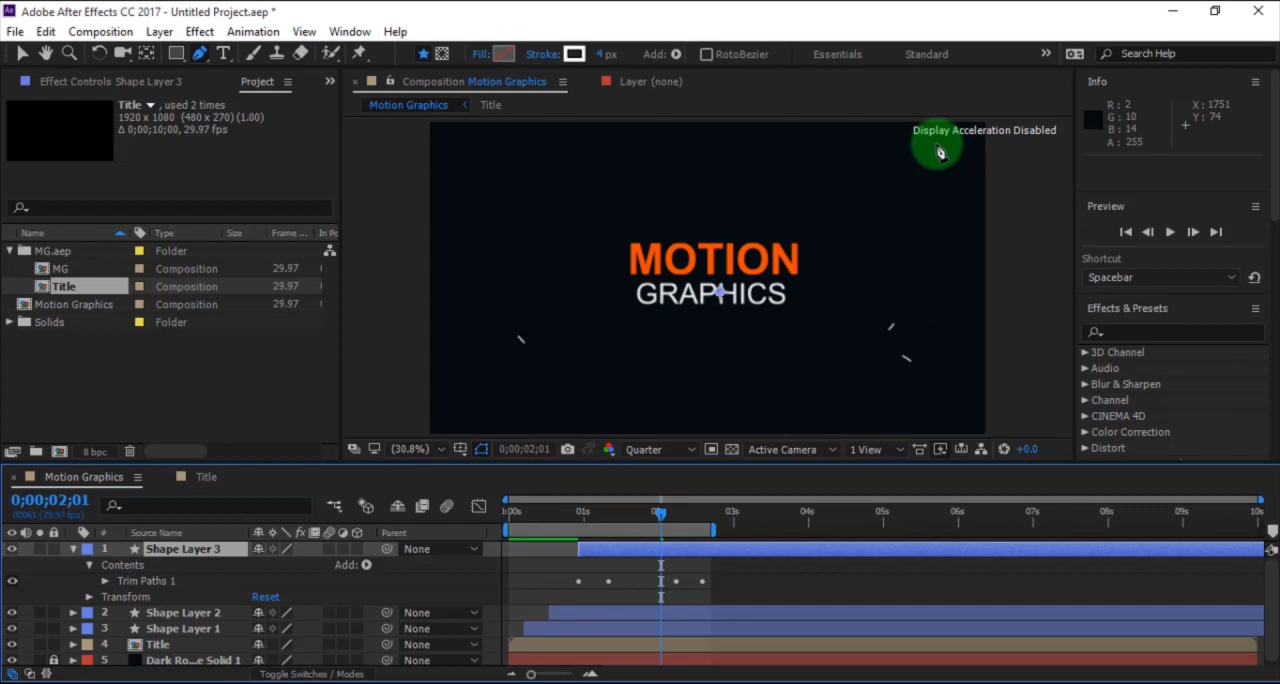 Adobe After Effects CC 2017 - Untitled Project.aep *
File Edit Composition Layer Effect Animation View Window Help
Fill: Stroke: 4 px Add: RotoBezier Essentials Standard Search Help
Effect Controls Shape Layer 3 Project
Composition Motion Graphics Layer (none)
Info
Title , used 2 times
1920 x 1080 (480 x 270) (1.00)
Δ 0;00;10;00, 29.97 fps
Motion Graphics Title
R: 2 X: 1751
G: 10 Y: 74
B: 14
A: 255
Display Acceleration Disabled
Preview
Name Type Size Frame ... In Po
MG.aep Folder
MG Composition 29.97
Title Composition 29.97
Motion Graphics Composition 29.97
Solids Folder
MOTION
GRAPHICS
Shortcut
Spacebar
Effects & Presets
3D Channel
Audio
Blur & Sharpen
Channel
CINEMA 4D
Color Correction
Distort
8 bpc
(30.8%) 0;00;02;01 Quarter Active Camera 1 View +0.0
Motion Graphics Title
0;00;02;01
00061 (29.97 fps)
:00s 01s 03s 04s 05s 06s 07s 08s 09s 10s
# Source Name fx Parent
1 Shape Layer 3 None
Contents Add:
Trim Paths 1
Transform Reset
2 Shape Layer 2 None
3 Shape Layer 1 None
4 Title None
5 Dark Ro...e Solid 1 None
Toggle Switches / Modes